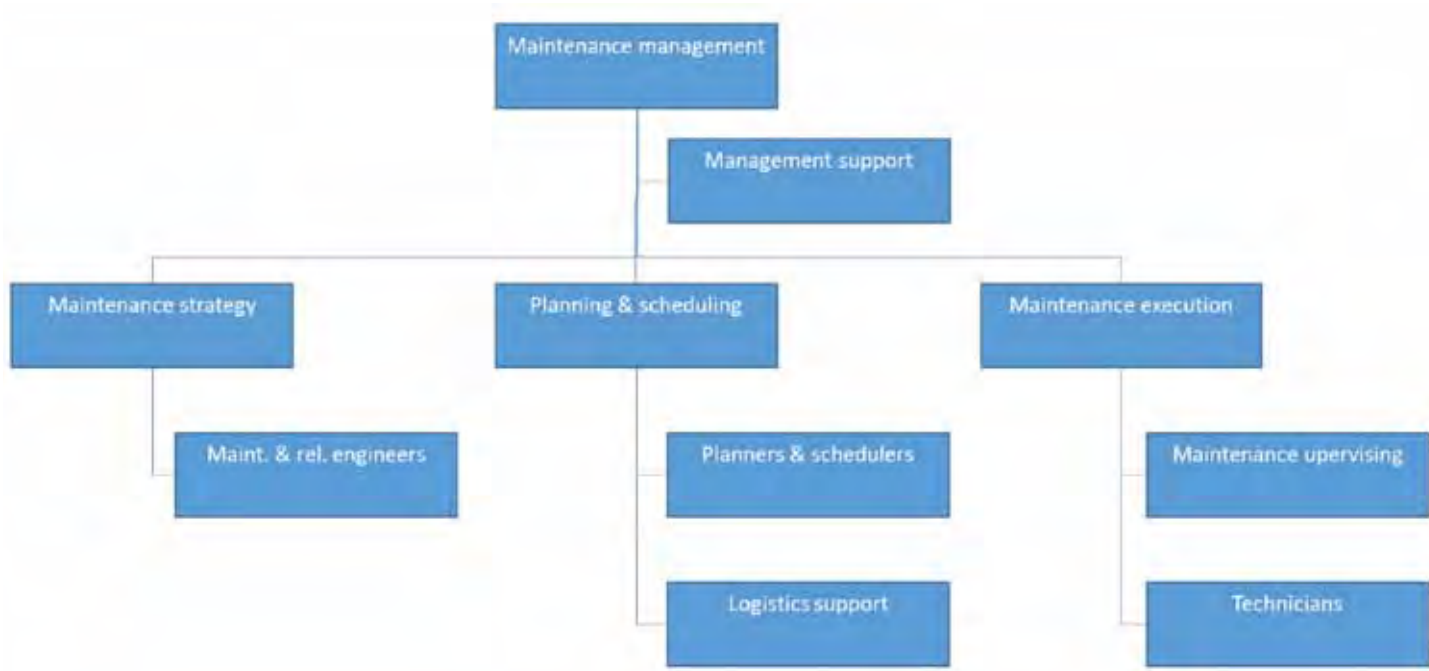 Maintenance management
Management support
Maintenance strategy
Planning & scheduling
Maintenance execution
Maint. & rel. engineers
Planners & schedulers
Maintenance upervising
Logistics support
Technicians